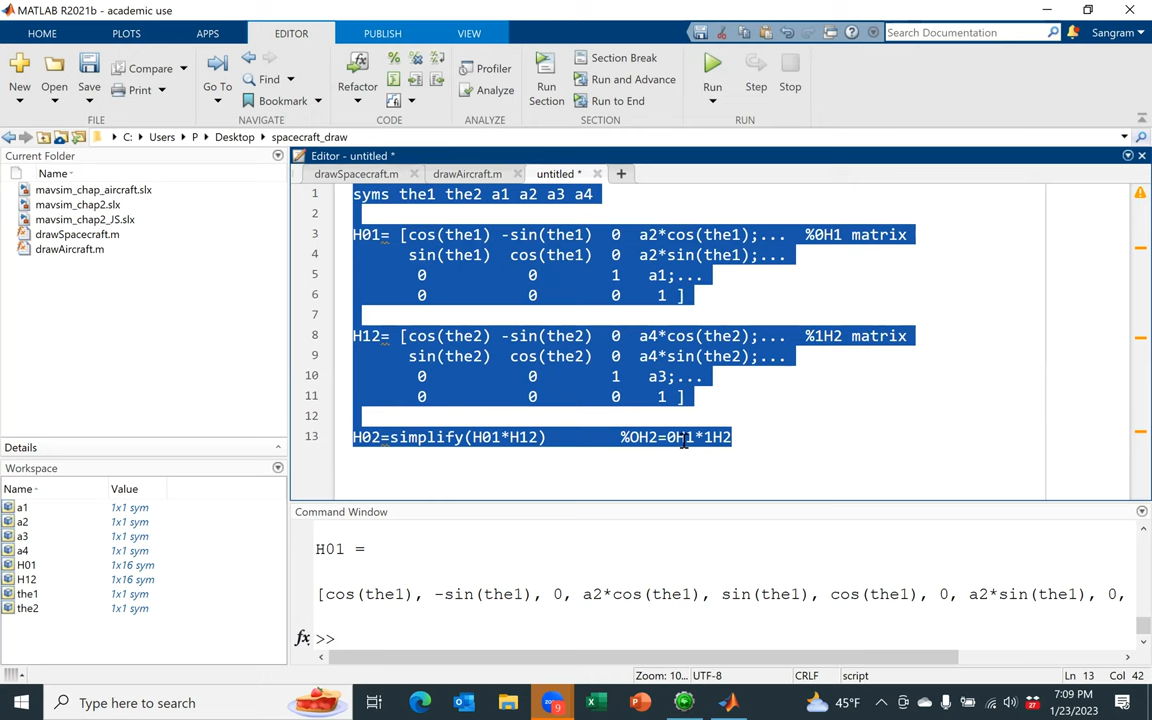 MATLAB R2021b - academic use
HOME PLOTS APPS EDITOR PUBLISH VIEW
Search Documentation Sangram
New Open Save Compare Print Go To Find Bookmark Refactor Profiler Analyze Run Section Section Break Run and Advance Run to End Run Step Stop
FILE NAVIGATE CODE ANALYZE SECTION RUN
C: Users P Desktop spacecraft_draw
Current Folder
Name
mavsim_chap_aircraft.slx
mavsim_chap2.slx
mavsim_chap2_JS.slx
drawSpacecraft.m
drawAircraft.m
Details
Workspace
Name Value
a1 1x1 sym
a2 1x1 sym
a3 1x1 sym
a4 1x1 sym
H01 1x16 sym
H12 1x16 sym
the1 1x1 sym
the2 1x1 sym
Editor - untitled *
drawSpacecraft.m drawAircraft.m untitled *
1 syms the1 the2 a1 a2 a3 a4
2
3 H01= [cos(the1) -sin(the1) 0 a2*cos(the1);... %0H1 matrix
4 sin(the1) cos(the1) 0 a2*sin(the1);...
5 0 0 1 a1;...
6 0 0 0 1 ]
7
8 H12= [cos(the2) -sin(the2) 0 a4*cos(the2);... %1H2 matrix
9 sin(the2) cos(the2) 0 a4*sin(the2);...
10 0 0 1 a3;...
11 0 0 0 1 ]
12
13 H02=simplify(H01*H12) %OH2=0H1*1H2
Command Window
H01 =
[cos(the1), -sin(the1), 0, a2*cos(the1), sin(the1), cos(the1), 0, a2*sin(the1), 0,
fx >>
Zoom: 10... UTF-8 CRLF script Ln 13 Col 42
Type here to search
9
45°F
27
7:09 PM
1/23/2023